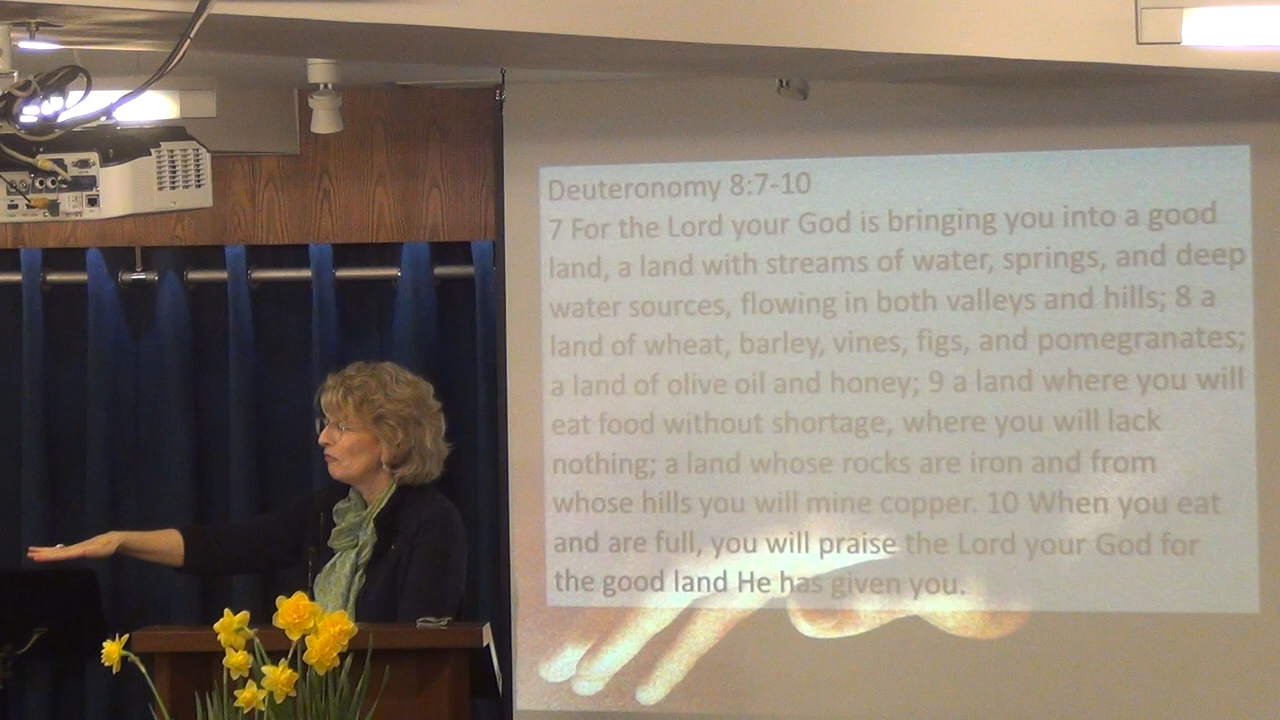 Deuteronomy 8:7-10
7 For the Lord your God is bringing you into a good
land, a land with streams of water, springs, and deep
water sources, flowing in both valleys and hills; 8 a
land of wheat, barley, vines, figs, and pomegranates;
a land of olive oil and honey; 9 a land where you will
eat food without shortage, where you will lack
nothing; a land whose rocks are iron and from
whose hills you will mine copper. 10 When you eat
and are full, you will praise the Lord your God for
the good land He has given you.